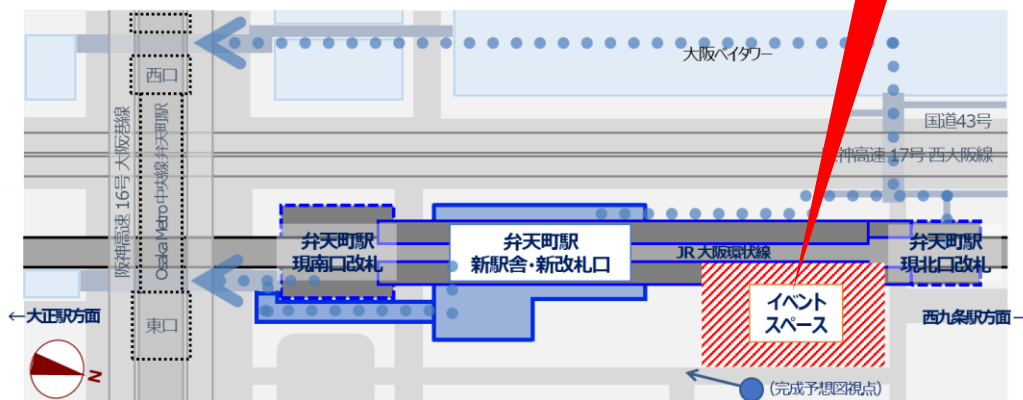 大阪ベイタワー
西口
国道43号
阪神高速 17号 西大阪線
阪神高速 16号 大阪港線
Osaka Metro 中央線 弁天町駅
弁天町駅
現南口改札
弁天町駅
新駅舎・新改札口
JR 大阪環状線
弁天町駅
現北口改札
イベント
スペース
←大正駅方面
東口
西九条駅方面→
N
(完成予想図視点)